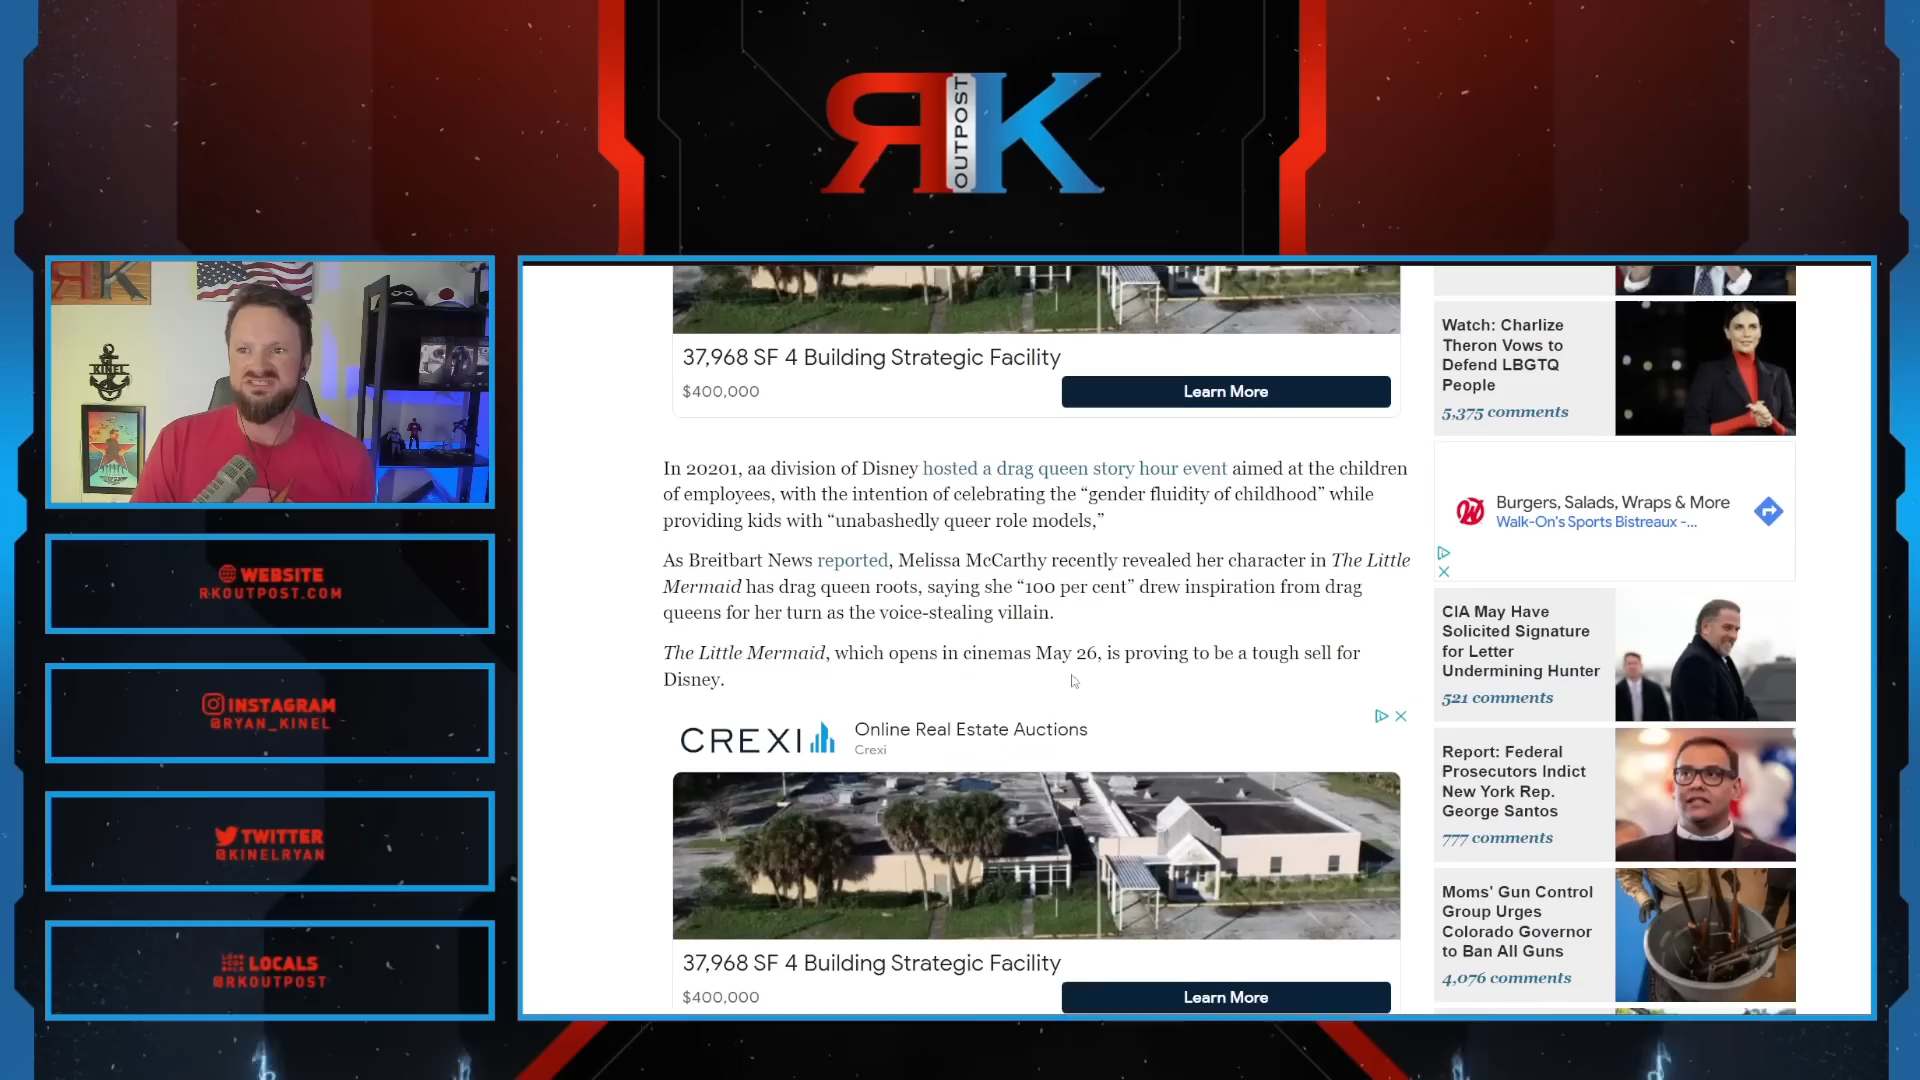 RK
OUTPOST
KINEL
WEBSITE
RKOUTPOST.COM
INSTAGRAM
@RYAN_KINEL
TWITTER
@KINELRYAN
LOCALS
@RKOUTPOST
37,968 SF 4 Building Strategic Facility
$400,000
Learn More
In 20201, aa division of Disney hosted a drag queen story hour event aimed at the children
of employees, with the intention of celebrating the “gender fluidity of childhood” while
providing kids with “unabashedly queer role models,”
As Breitbart News reported, Melissa McCarthy recently revealed her character in The Little
Mermaid has drag queen roots, saying she “100 per cent” drew inspiration from drag
queens for her turn as the voice-stealing villain.
The Little Mermaid, which opens in cinemas May 26, is proving to be a tough sell for
Disney.
CREXI
Online Real Estate Auctions
Crexi
37,968 SF 4 Building Strategic Facility
$400,000
Learn More
Watch: Charlize
Theron Vows to
Defend LBGTQ
People
5,375 comments
Burgers, Salads, Wraps & More
Walk-On's Sports Bistreaux -...
CIA May Have
Solicited Signature
for Letter
Undermining Hunter
521 comments
Report: Federal
Prosecutors Indict
New York Rep.
George Santos
777 comments
Moms' Gun Control
Group Urges
Colorado Governor
to Ban All Guns
4,076 comments